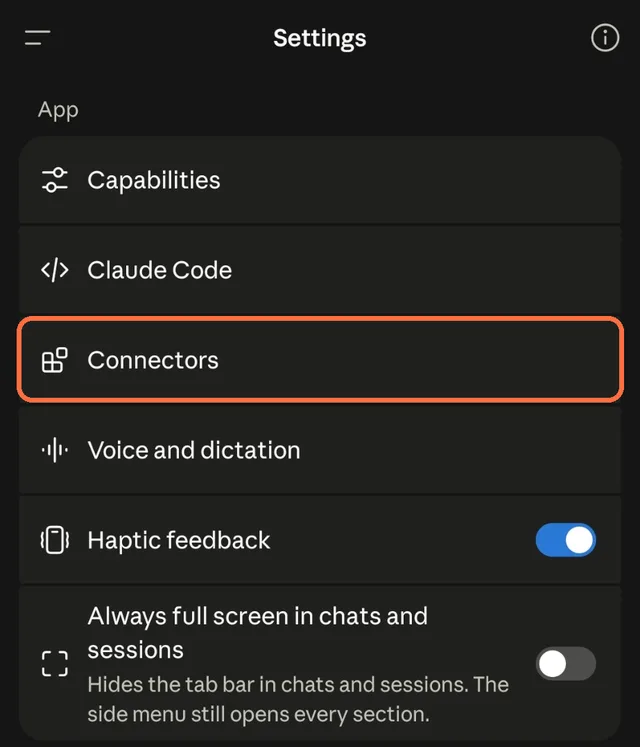 Settings
App
Capabilities
Claude Code
Connectors
Voice and dictation
Haptic feedback
Always full screen in chats and
sessions
Hides the tab bar in chats and sessions. The
side menu still opens every section.